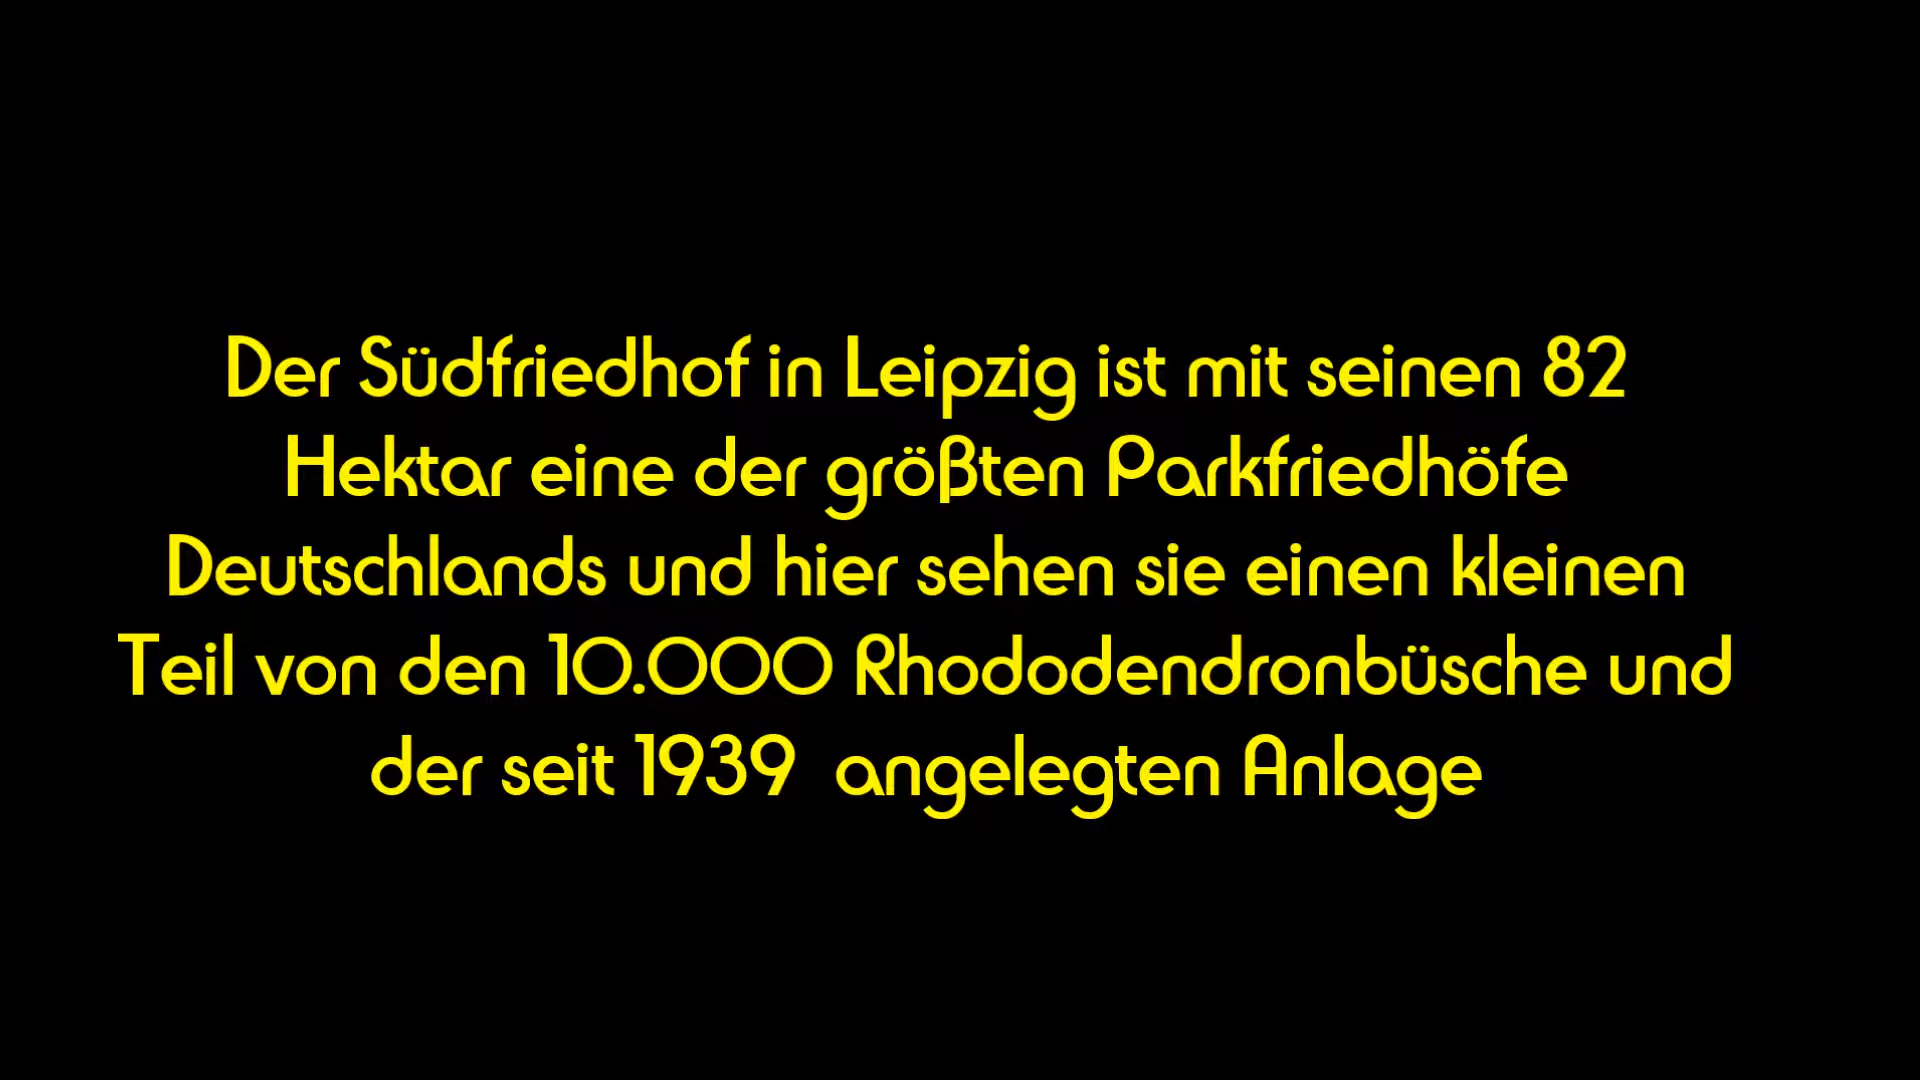 Der Südfriedhof in Leipzig ist mit seinen 82
Hektar eine der größten Parkfriedhöfe
Deutschlands und hier sehen sie einen kleinen
Teil von den 10.000 Rhododendronbüsche und
der seit 1939  angelegten Anlage